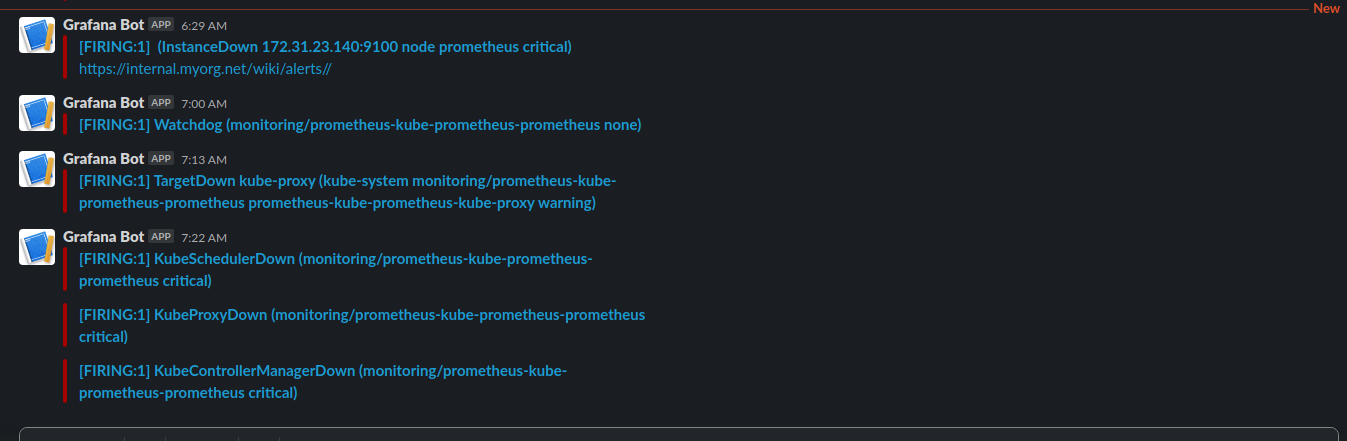 New
Grafana Bot APP 6:29 AM
[FIRING:1] (InstanceDown 172.31.23.140:9100 node prometheus critical)
https://internal.myorg.net/wiki/alerts//
Grafana Bot APP 7:00 AM
[FIRING:1] Watchdog (monitoring/prometheus-kube-prometheus-prometheus none)
Grafana Bot APP 7:13 AM
[FIRING:1] TargetDown kube-proxy (kube-system monitoring/prometheus-kube-
prometheus-prometheus prometheus-kube-prometheus-kube-proxy warning)
Grafana Bot APP 7:22 AM
[FIRING:1] KubeSchedulerDown (monitoring/prometheus-kube-prometheus-
prometheus critical)
[FIRING:1] KubeProxyDown (monitoring/prometheus-kube-prometheus-prometheus
critical)
[FIRING:1] KubeControllerManagerDown (monitoring/prometheus-kube-
prometheus-prometheus critical)